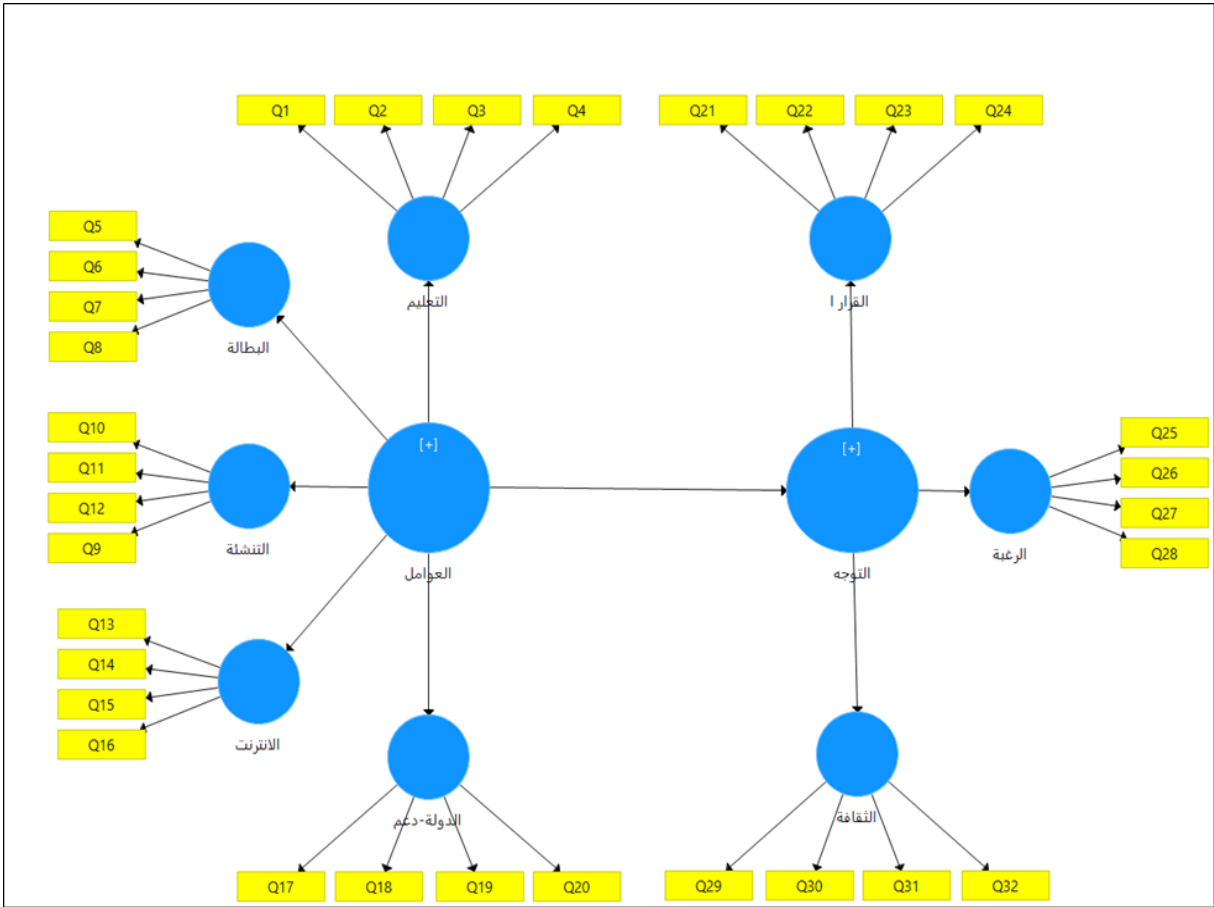 Q1 Q2 Q3 Q4
Q21 Q22 Q23 Q24
التعليم
القرار ا
Q5
Q6
Q7
Q8
البطالة
Q10
Q11
Q12
Q9
التنشئة
[+]
العوامل
[+]
التوجه
Q25
Q26
Q27
Q28
الرغبة
Q13
Q14
Q15
Q16
الانترنت
الدولة-دعم
Q17 Q18 Q19 Q20
الثقافة
Q29 Q30 Q31 Q32